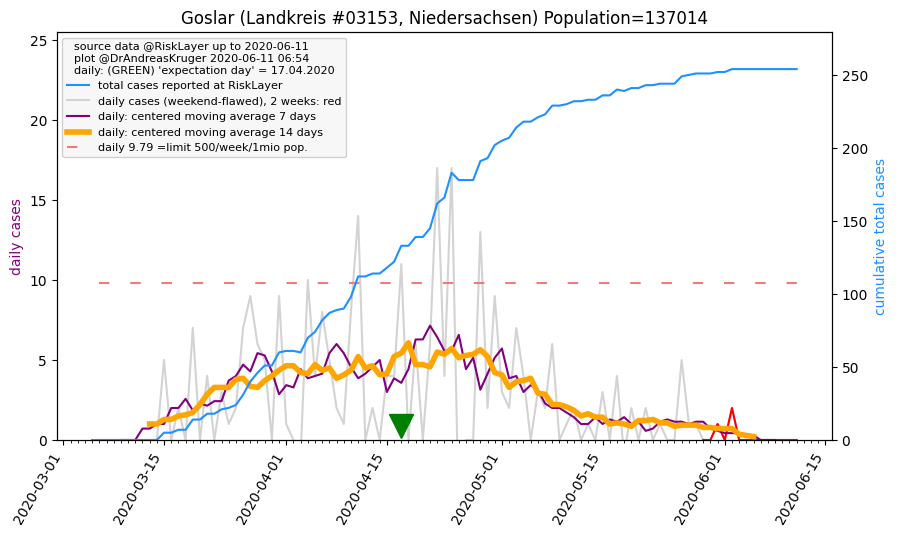 Goslar (Landkreis #03153, Niedersachsen) Population=137014
source data @RiskLayer up to 2020-06-11
plot @DrAndreasKruger 2020-06-11 06:54
daily: (GREEN) 'expectation day' = 17.04.2020
total cases reported at RiskLayer
daily cases (weekend-flawed), 2 weeks: red
daily: centered moving average 7 days
daily: centered moving average 14 days
daily 9.79 =limit 500/week/1mio pop.
daily cases
25
20
15
10
5
0
cumulative total cases
250
200
150
100
50
0
2020-03-01
2020-03-15
2020-04-01
2020-04-15
2020-05-01
2020-05-15
2020-06-01
2020-06-15